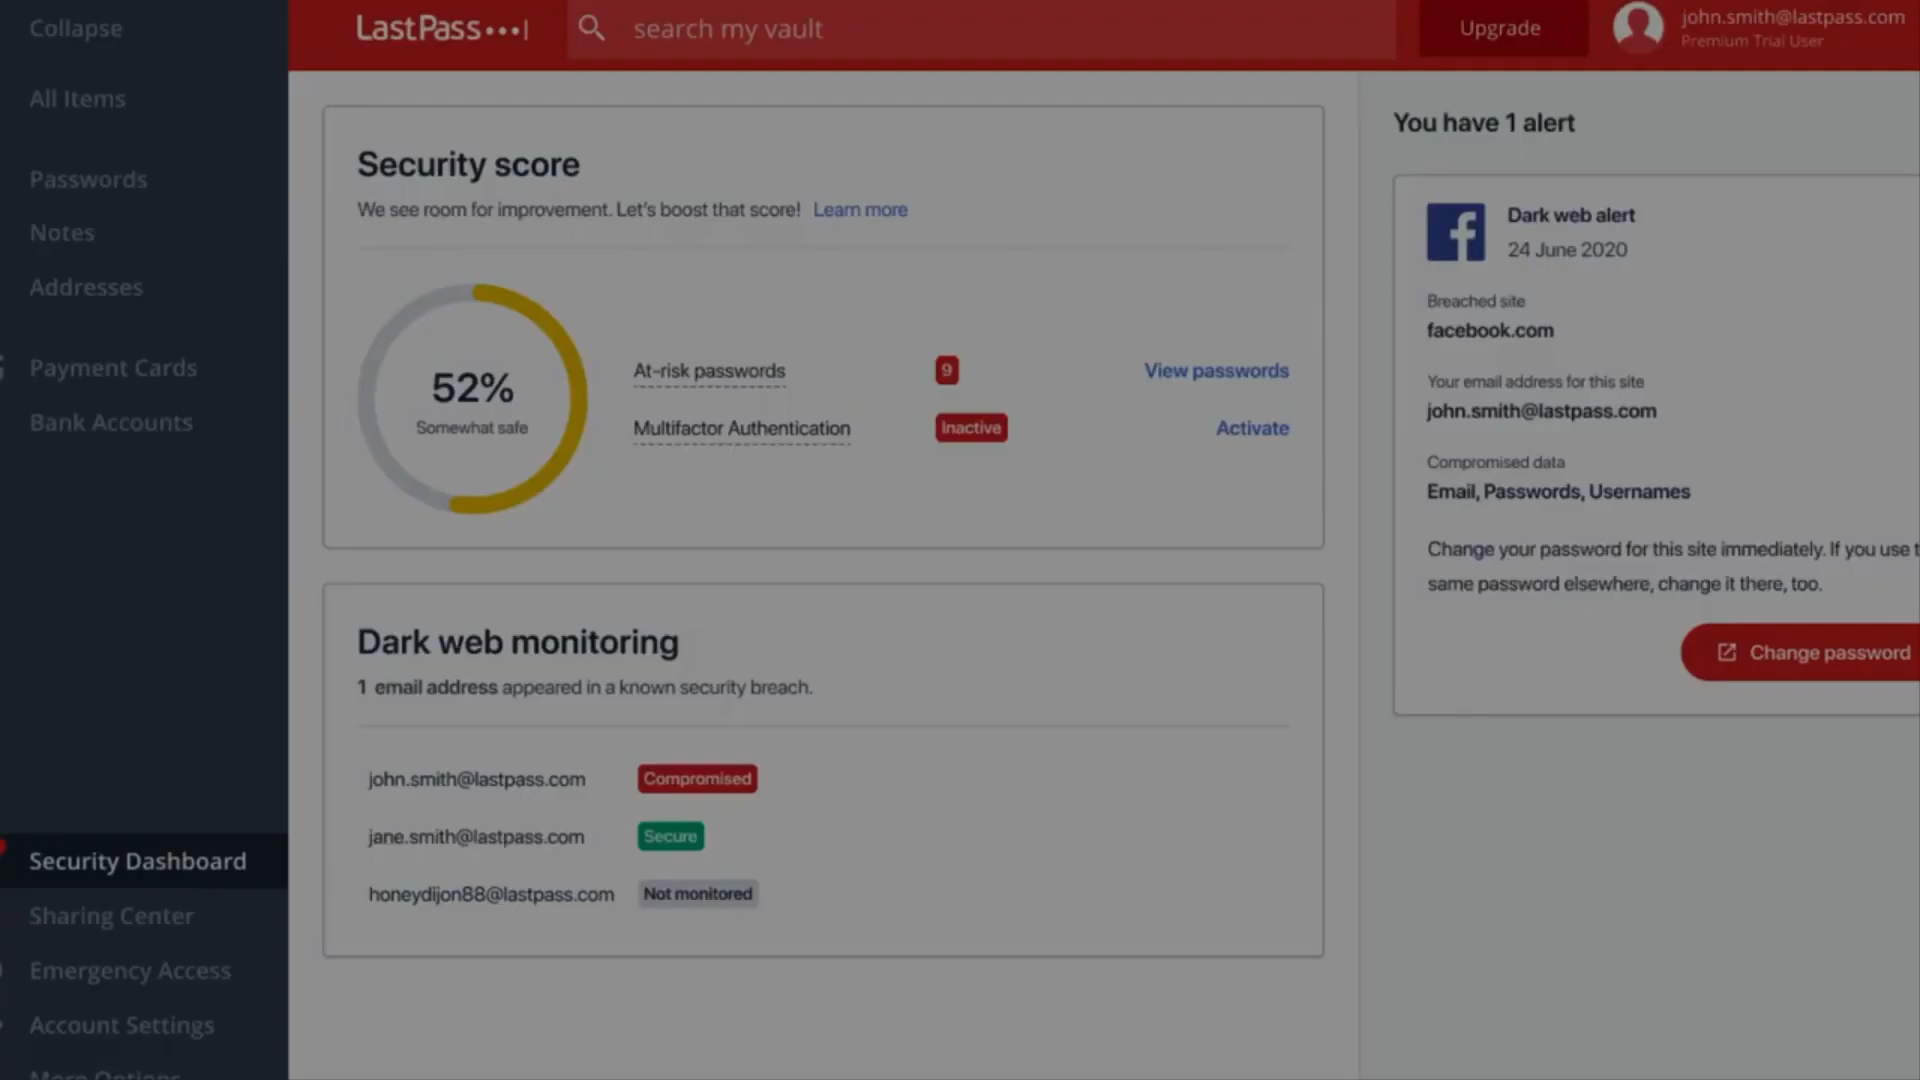 Collapse
All Items
Passwords
Notes
Addresses
Payment Cards
Bank Accounts
Security Dashboard
Sharing Center
Emergency Access
Account Settings
More Options
LastPass
search my vault
Upgrade
john.smith@lastpass.com
Premium Trial User
Security score
We see room for improvement. Let's boost that score! Learn more
52%
Somewhat safe
At-risk passwords 9 View passwords
Multifactor Authentication Inactive Activate
Dark web monitoring
1 email address appeared in a known security breach.
john.smith@lastpass.com Compromised
jane.smith@lastpass.com Secure
honeydijon88@lastpass.com Not monitored
You have 1 alert
Dark web alert
24 June 2020
Breached site
facebook.com
Your email address for this site
john.smith@lastpass.com
Compromised data
Email, Passwords, Usernames
Change your password for this site immediately. If you use
same password elsewhere, change it there, too.
Change password